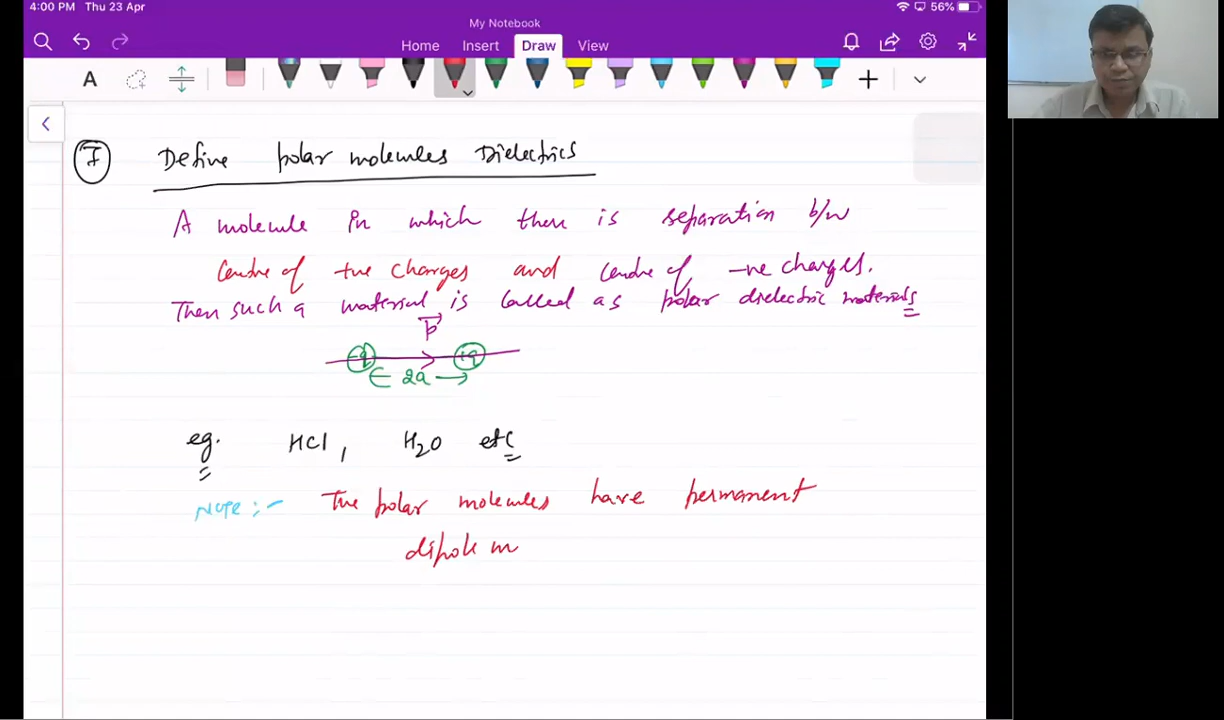 4:00 PM Thu 23 Apr
56%
My Notebook
Home Insert Draw View
A
7 Define polar molecules Dielectrics
A molecule in which there is separation b/w
Centre of +ve charges and centre of -ve charges.
Then such a material is called as polar dielectric materials
p
-q +q
2a
eg. HCl, H₂O etc
Note:- The polar molecules have permanent
dipole m